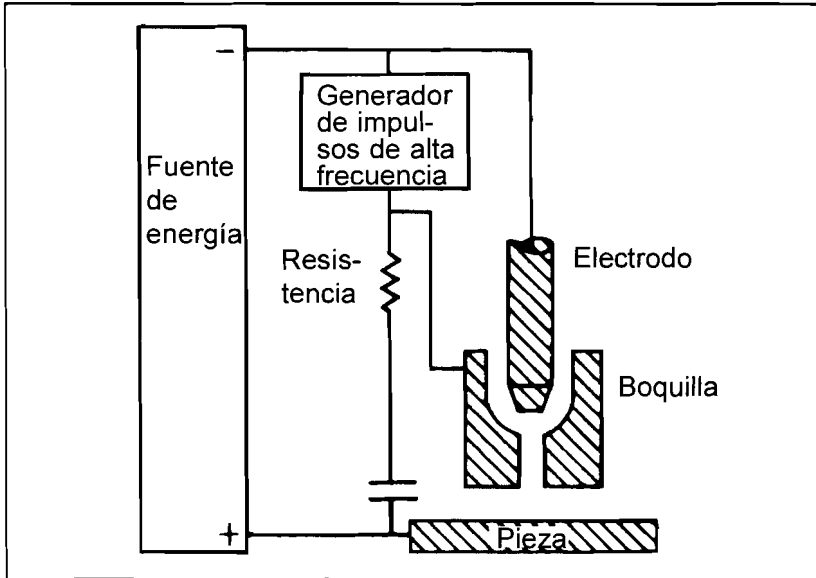 −
Generador
de impul-
sos de alta
frecuencia
Fuente
de
energía
Resis-
tencia
Electrodo
Boquilla
+
Pieza